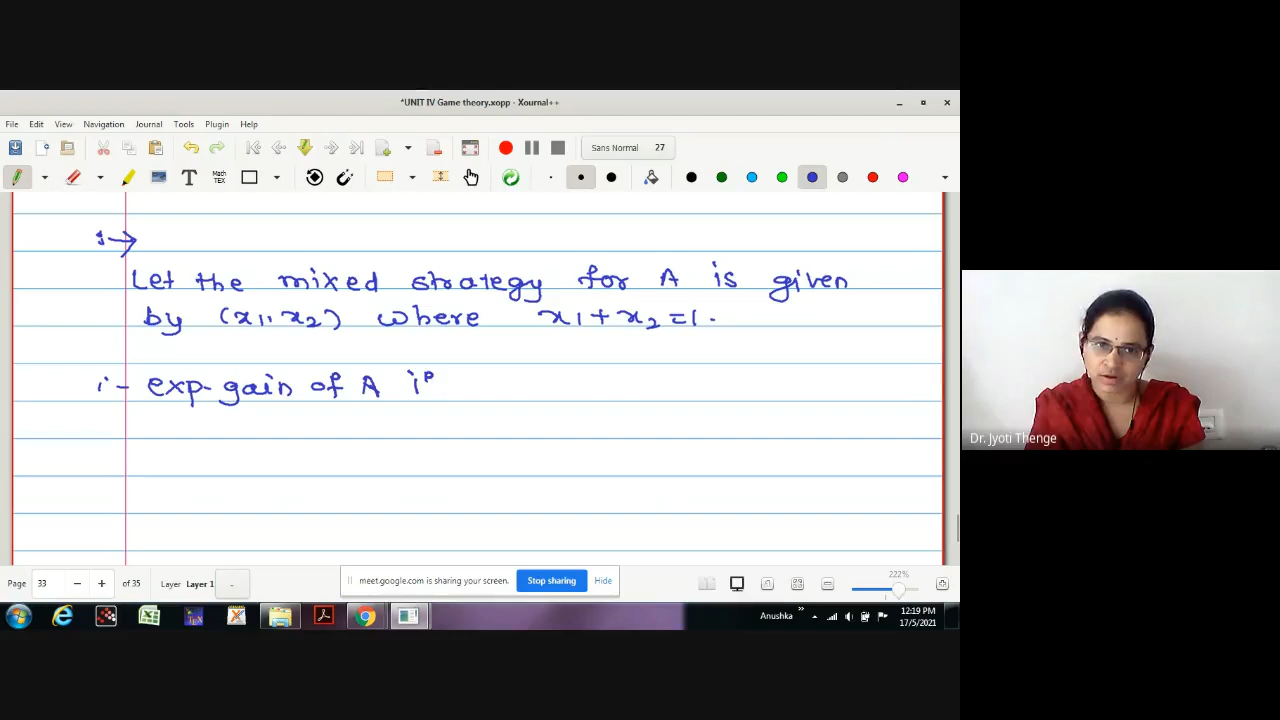 *UNIT IV Game theory.xopp - Xournal++
File Edit View Navigation Journal Tools Plugin Help
Sans Normal 27
Math TEX
Let the mixed strategy for A is given
by (x1, x2) where x1 + x2 = 1.
exp. gain of A
Dr. Jyoti Thenge
Page 33 of 35 Layer Layer 1
meet.google.com is sharing your screen. Stop sharing Hide
222%
Anushka
12:19 PM
17/5/2021